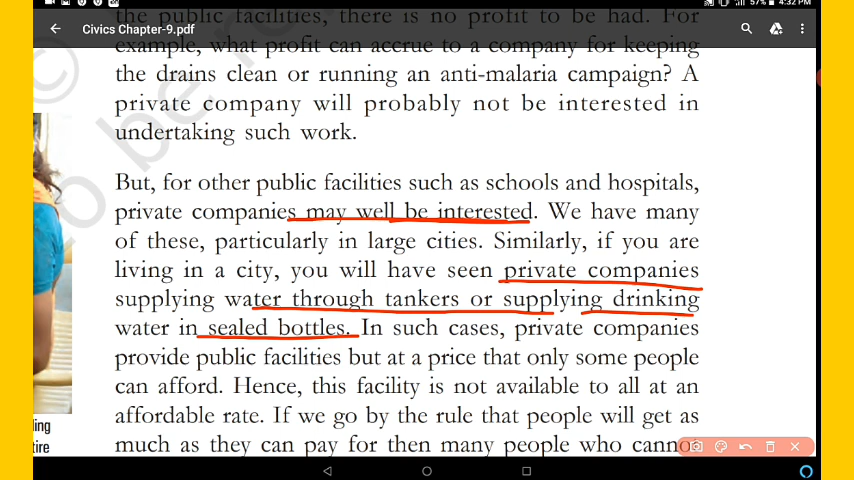 57% 4:32 PM
the public facilities, there is no profit to be had. For
Civics Chapter-9.pdf
example, what profit can accrue to a company for keeping
the drains clean or running an anti-malaria campaign? A
private company will probably not be interested in
undertaking such work.
But, for other public facilities such as schools and hospitals,
private companies may well be interested. We have many
of these, particularly in large cities. Similarly, if you are
living in a city, you will have seen private companies
supplying water through tankers or supplying drinking
water in sealed bottles. In such cases, private companies
provide public facilities but at a price that only some people
can afford. Hence, this facility is not available to all at an
affordable rate. If we go by the rule that people will get as
much as they can pay for then many people who cannot
ling
tire
© to be